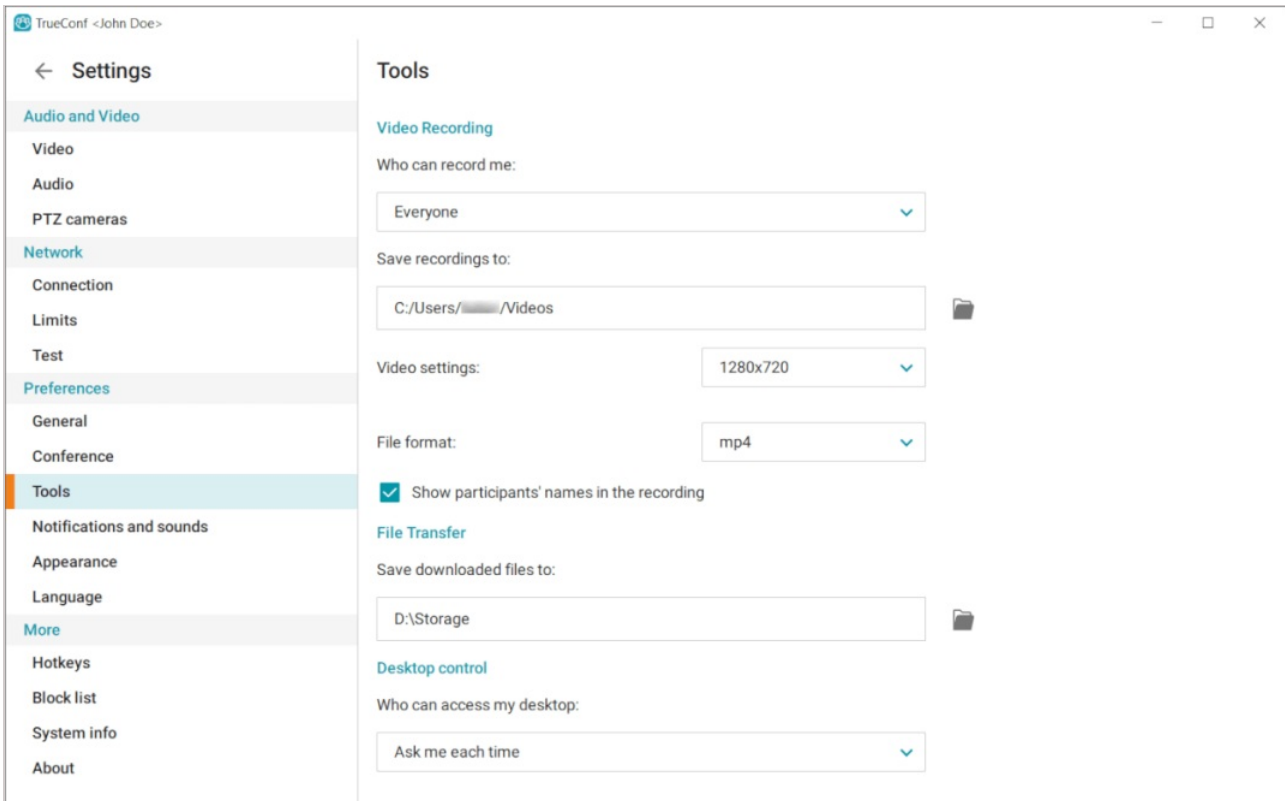 TrueConf <John Doe>
Settings
Audio and Video
Video
Audio
PTZ cameras
Network
Connection
Limits
Test
Preferences
General
Conference
Tools
Notifications and sounds
Appearance
Language
More
Hotkeys
Block list
System info
About
Tools
Video Recording
Who can record me:
Everyone
Save recordings to:
C:/Users/ /Videos
Video settings: 1280x720
File format: mp4
Show participants' names in the recording
File Transfer
Save downloaded files to:
D:\Storage
Desktop control
Who can access my desktop:
Ask me each time